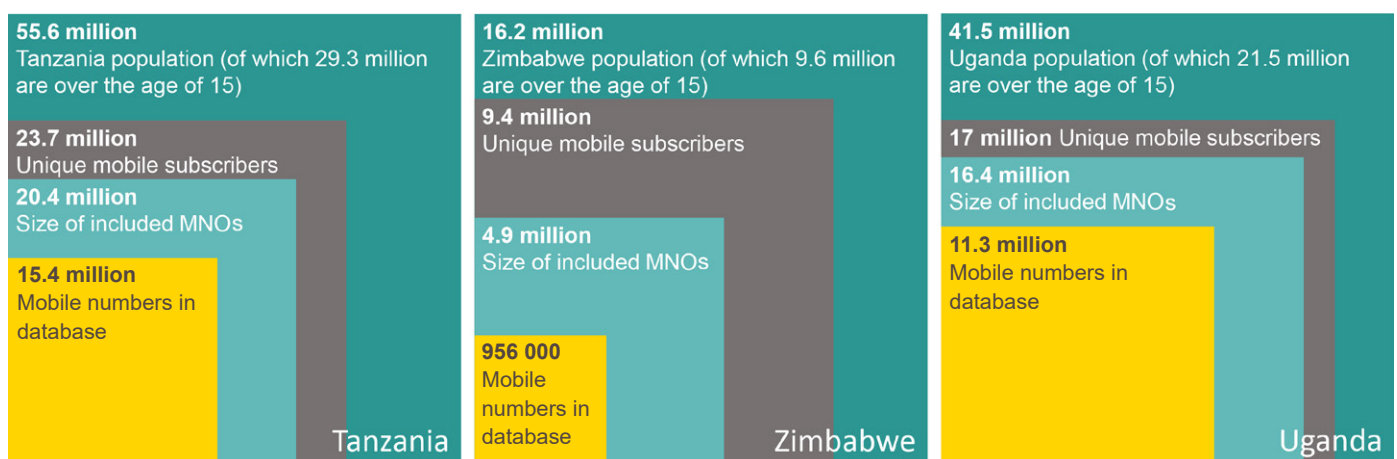 55.6 million
Tanzania population (of which 29.3 million
are over the age of 15)
23.7 million
Unique mobile subscribers
20.4 million
Size of included MNOs
15.4 million
Mobile numbers in
database
Tanzania
16.2 million
Zimbabwe population (of which 9.6 million
are over the age of 15)
9.4 million
Unique mobile subscribers
4.9 million
Size of included MNOs
956 000
Mobile
numbers in
database
Zimbabwe
41.5 million
Uganda population (of which 21.5 million
are over the age of 15)
17 million Unique mobile subscribers
16.4 million
Size of included MNOs
11.3 million
Mobile numbers in
database
Uganda